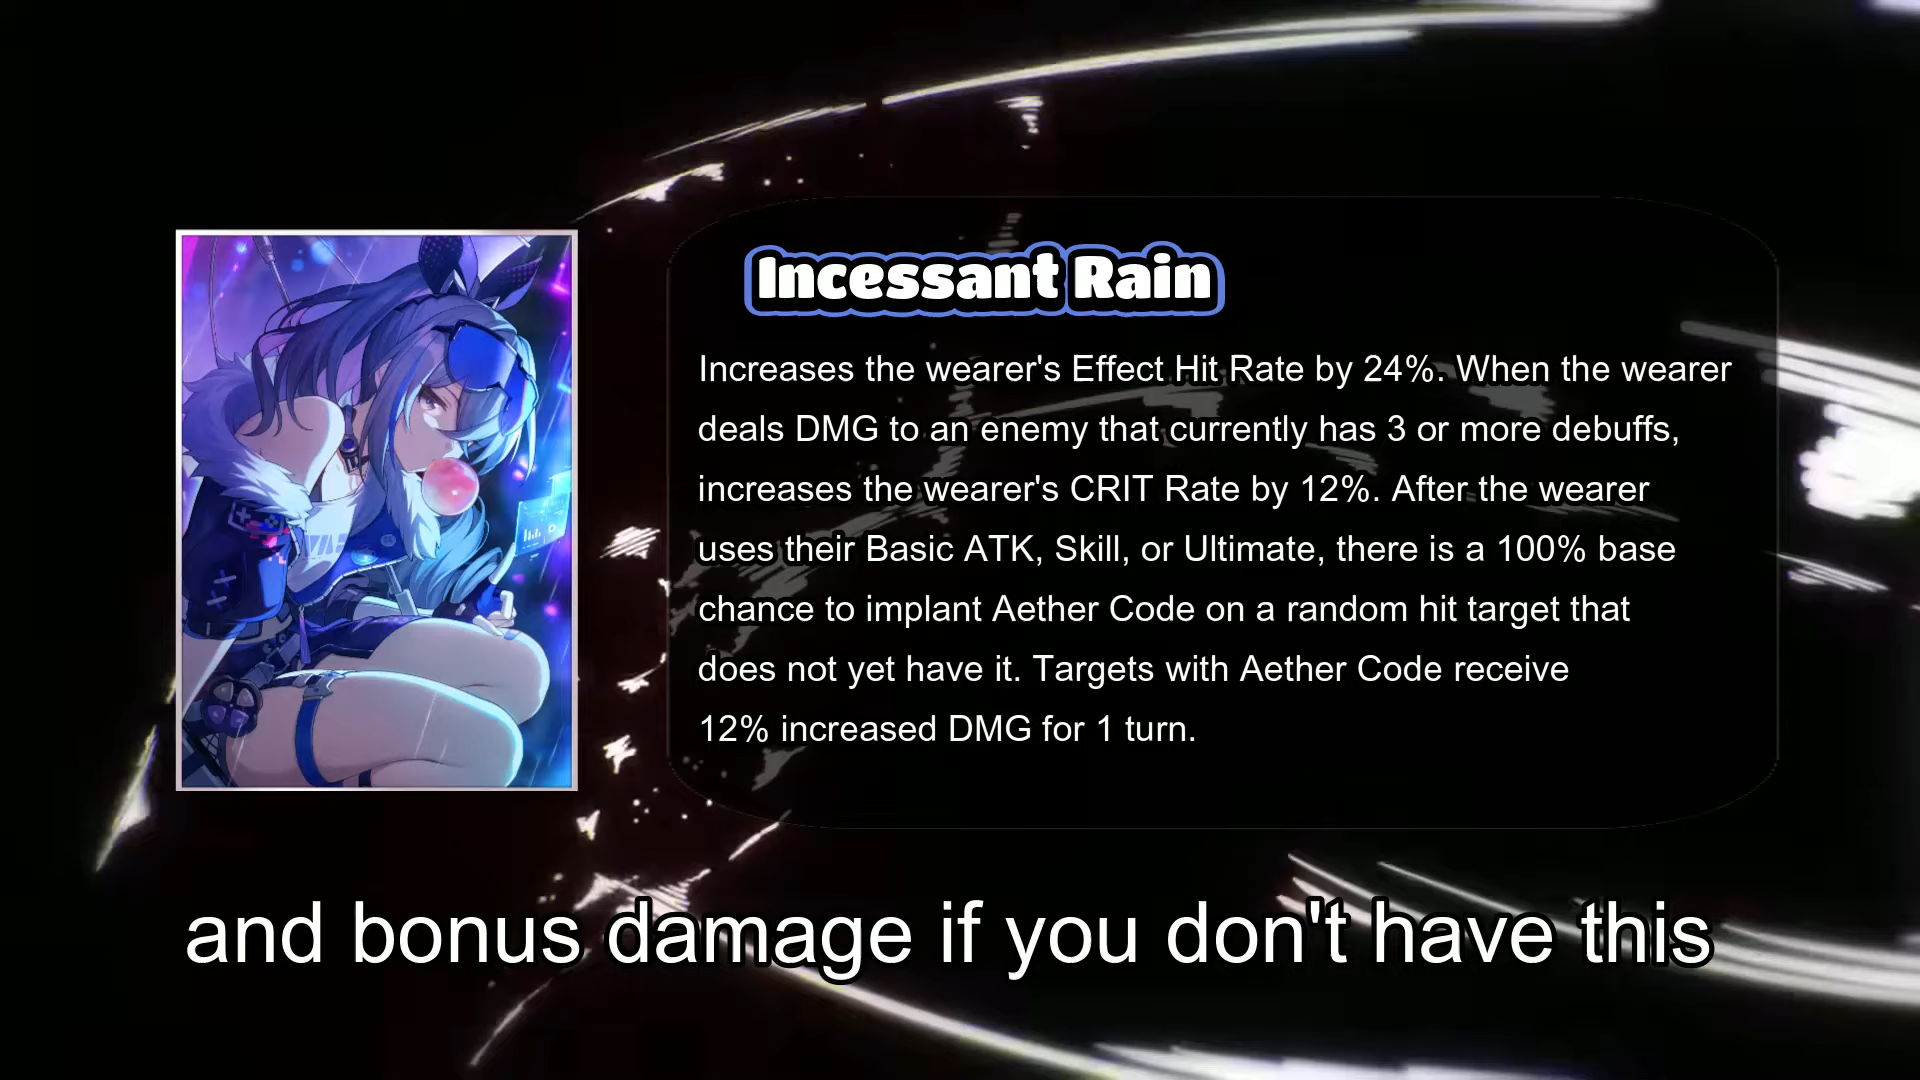 Incessant Rain
Increases the wearer's Effect Hit Rate by 24%. When the wearer
deals DMG to an enemy that currently has 3 or more debuffs,
increases the wearer's CRIT Rate by 12%. After the wearer
uses their Basic ATK, Skill, or Ultimate, there is a 100% base
chance to implant Aether Code on a random hit target that
does not yet have it. Targets with Aether Code receive
12% increased DMG for 1 turn.
and bonus damage if you don't have this